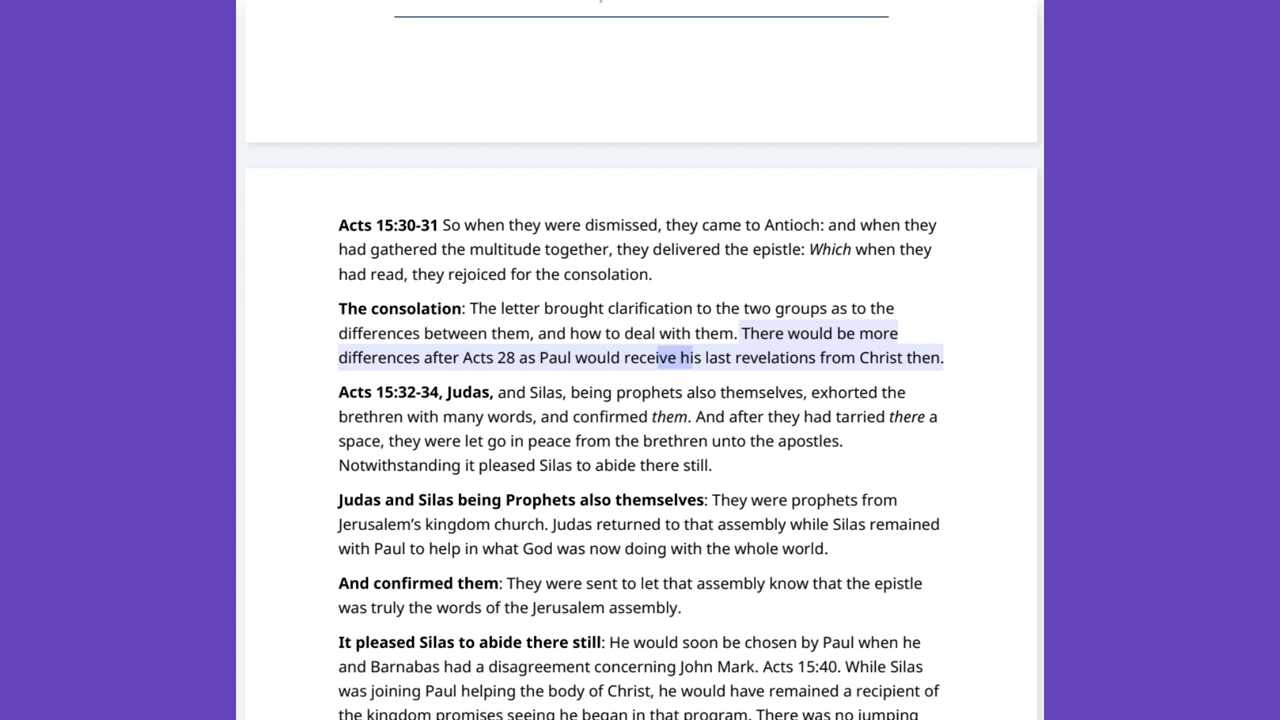 Acts 15:30-31 So when they were dismissed, they came to Antioch: and when they
had gathered the multitude together, they delivered the epistle: Which when they
had read, they rejoiced for the consolation.
The consolation: The letter brought clarification to the two groups as to the
differences between them, and how to deal with them. There would be more
differences after Acts 28 as Paul would receive his last revelations from Christ then.
Acts 15:32-34, Judas, and Silas, being prophets also themselves, exhorted the
brethren with many words, and confirmed them. And after they had tarried there a
space, they were let go in peace from the brethren unto the apostles.
Notwithstanding it pleased Silas to abide there still.
Judas and Silas being Prophets also themselves: They were prophets from
Jerusalem’s kingdom church. Judas returned to that assembly while Silas remained
with Paul to help in what God was now doing with the whole world.
And confirmed them: They were sent to let that assembly know that the epistle
was truly the words of the Jerusalem assembly.
It pleased Silas to abide there still: He would soon be chosen by Paul when he
and Barnabas had a disagreement concerning John Mark. Acts 15:40. While Silas
was joining Paul helping the body of Christ, he would have remained a recipient of
the kingdom promises seeing he began in that program. There was no jumping